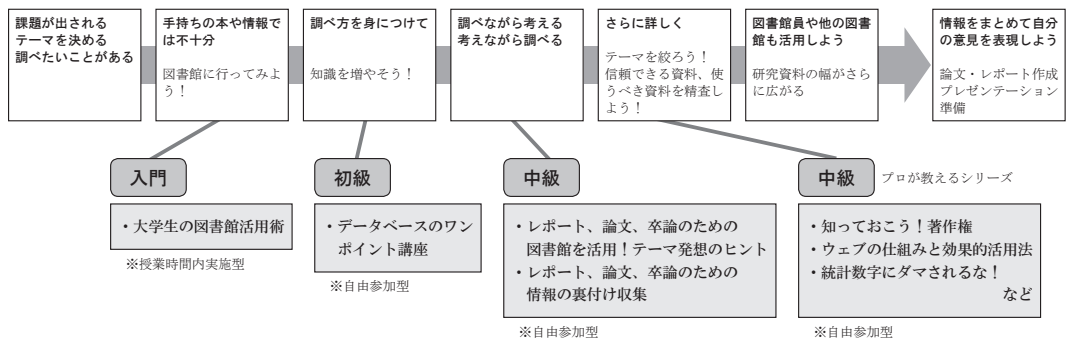 課題が出される
テーマを決める
調べたいことがある
手持ちの本や情報で
は不十分
図書館に行ってみよ
う！
調べ方を身につけて
知識を増やそう！
調べながら考える
考えながら調べる
さらに詳しく
テーマを絞ろう！
信頼できる資料、使
うべき資料を精査し
よう！
図書館員や他の図書
館も活用しよう
研究資料の幅がさら
に広がる
情報をまとめて自分
の意見を表現しよう
論文・レポート作成
プレゼンテーション
準備
入門
・大学生の図書館活用術
※授業時間内実施型
初級
・データベースのワン
ポイント講座
※自由参加型
中級
・レポート、論文、卒論のための
図書館を活用！テーマ発想のヒント
・レポート、論文、卒論のための
情報の裏付け収集
※自由参加型
中級 プロが教えるシリーズ
・知っておこう！著作権
・ウェブの仕組みと効果的活用法
・統計数字にダマされるな！
など
※自由参加型